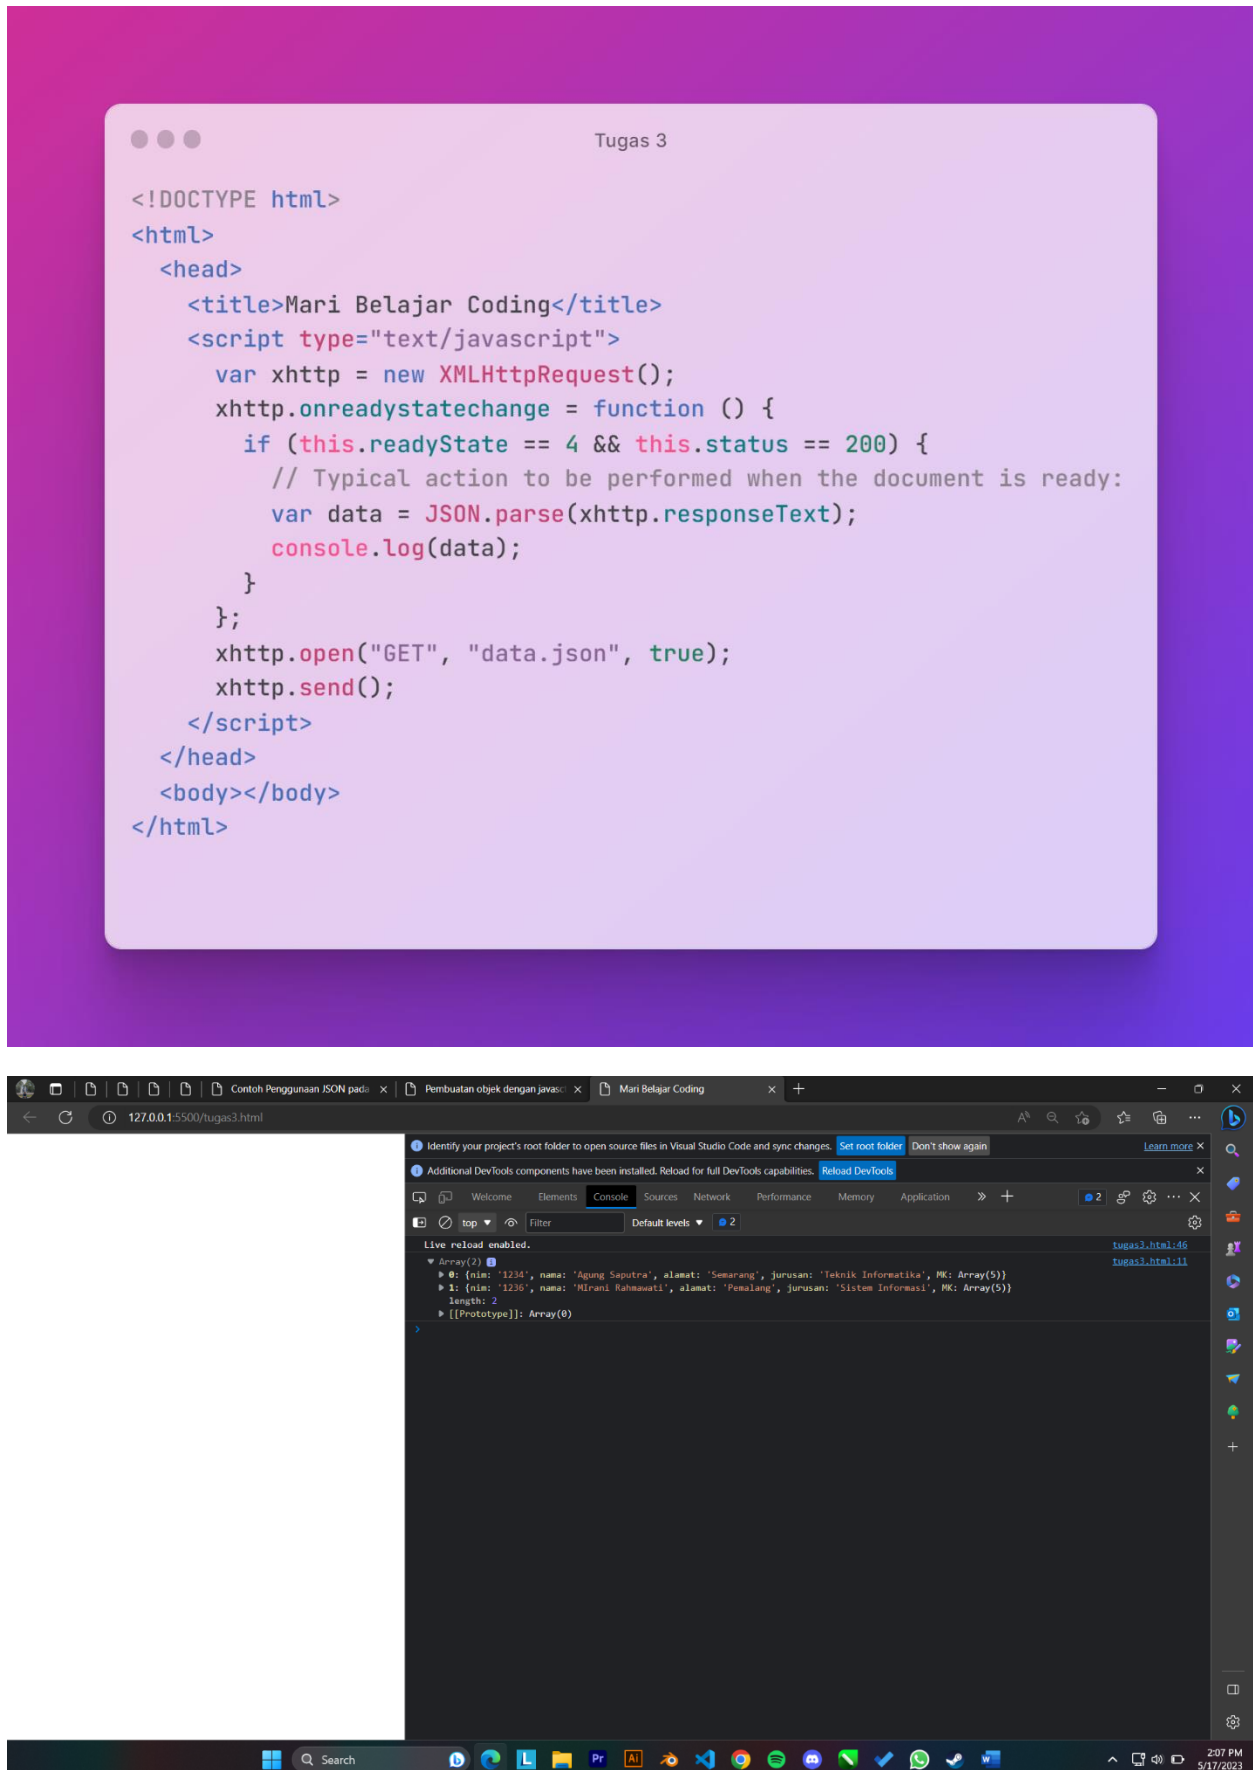 Tugas 3
<!DOCTYPE html>
<html>
<head>
<title>Mari Belajar Coding</title>
<script type="text/javascript">
var xhttp = new XMLHttpRequest();
xhttp.onreadystatechange = function () {
if (this.readyState == 4 && this.status == 200) {
// Typical action to be performed when the document is ready:
var data = JSON.parse(xhttp.responseText);
console.log(data);
}
};
xhttp.open("GET", "data.json", true);
xhttp.send();
</script>
</head>
<body></body>
</html>
Contoh Penggunaan JSON pada Pembuatan objek dengan javasc Mari Belajar Coding
127.0.0.1:5500/tugas3.html
Identify your project's root folder to open source files in Visual Studio Code and sync changes. Set root folder Don't show again Learn more
Additional DevTools components have been installed. Reload for full DevTools capabilities. Reload DevTools
Welcome Elements Console Sources Network Performance Memory Application 2
top Filter Default levels 2
Live reload enabled. tugas3.html:46
Array(2) tugas3.html:11
0: {nim: '1234', nama: 'Agung Saputra', alamat: 'Semarang', jurusan: 'Teknik Informatika', MK: Array(5)}
1: {nim: '1236', nama: 'MIrani Rahmawati', alamat: 'Pemalang', jurusan: 'Sistem Informasi', MK: Array(5)}
length: 2
[[Prototype]]: Array(0)
Search 2:07 PM
5/17/2023